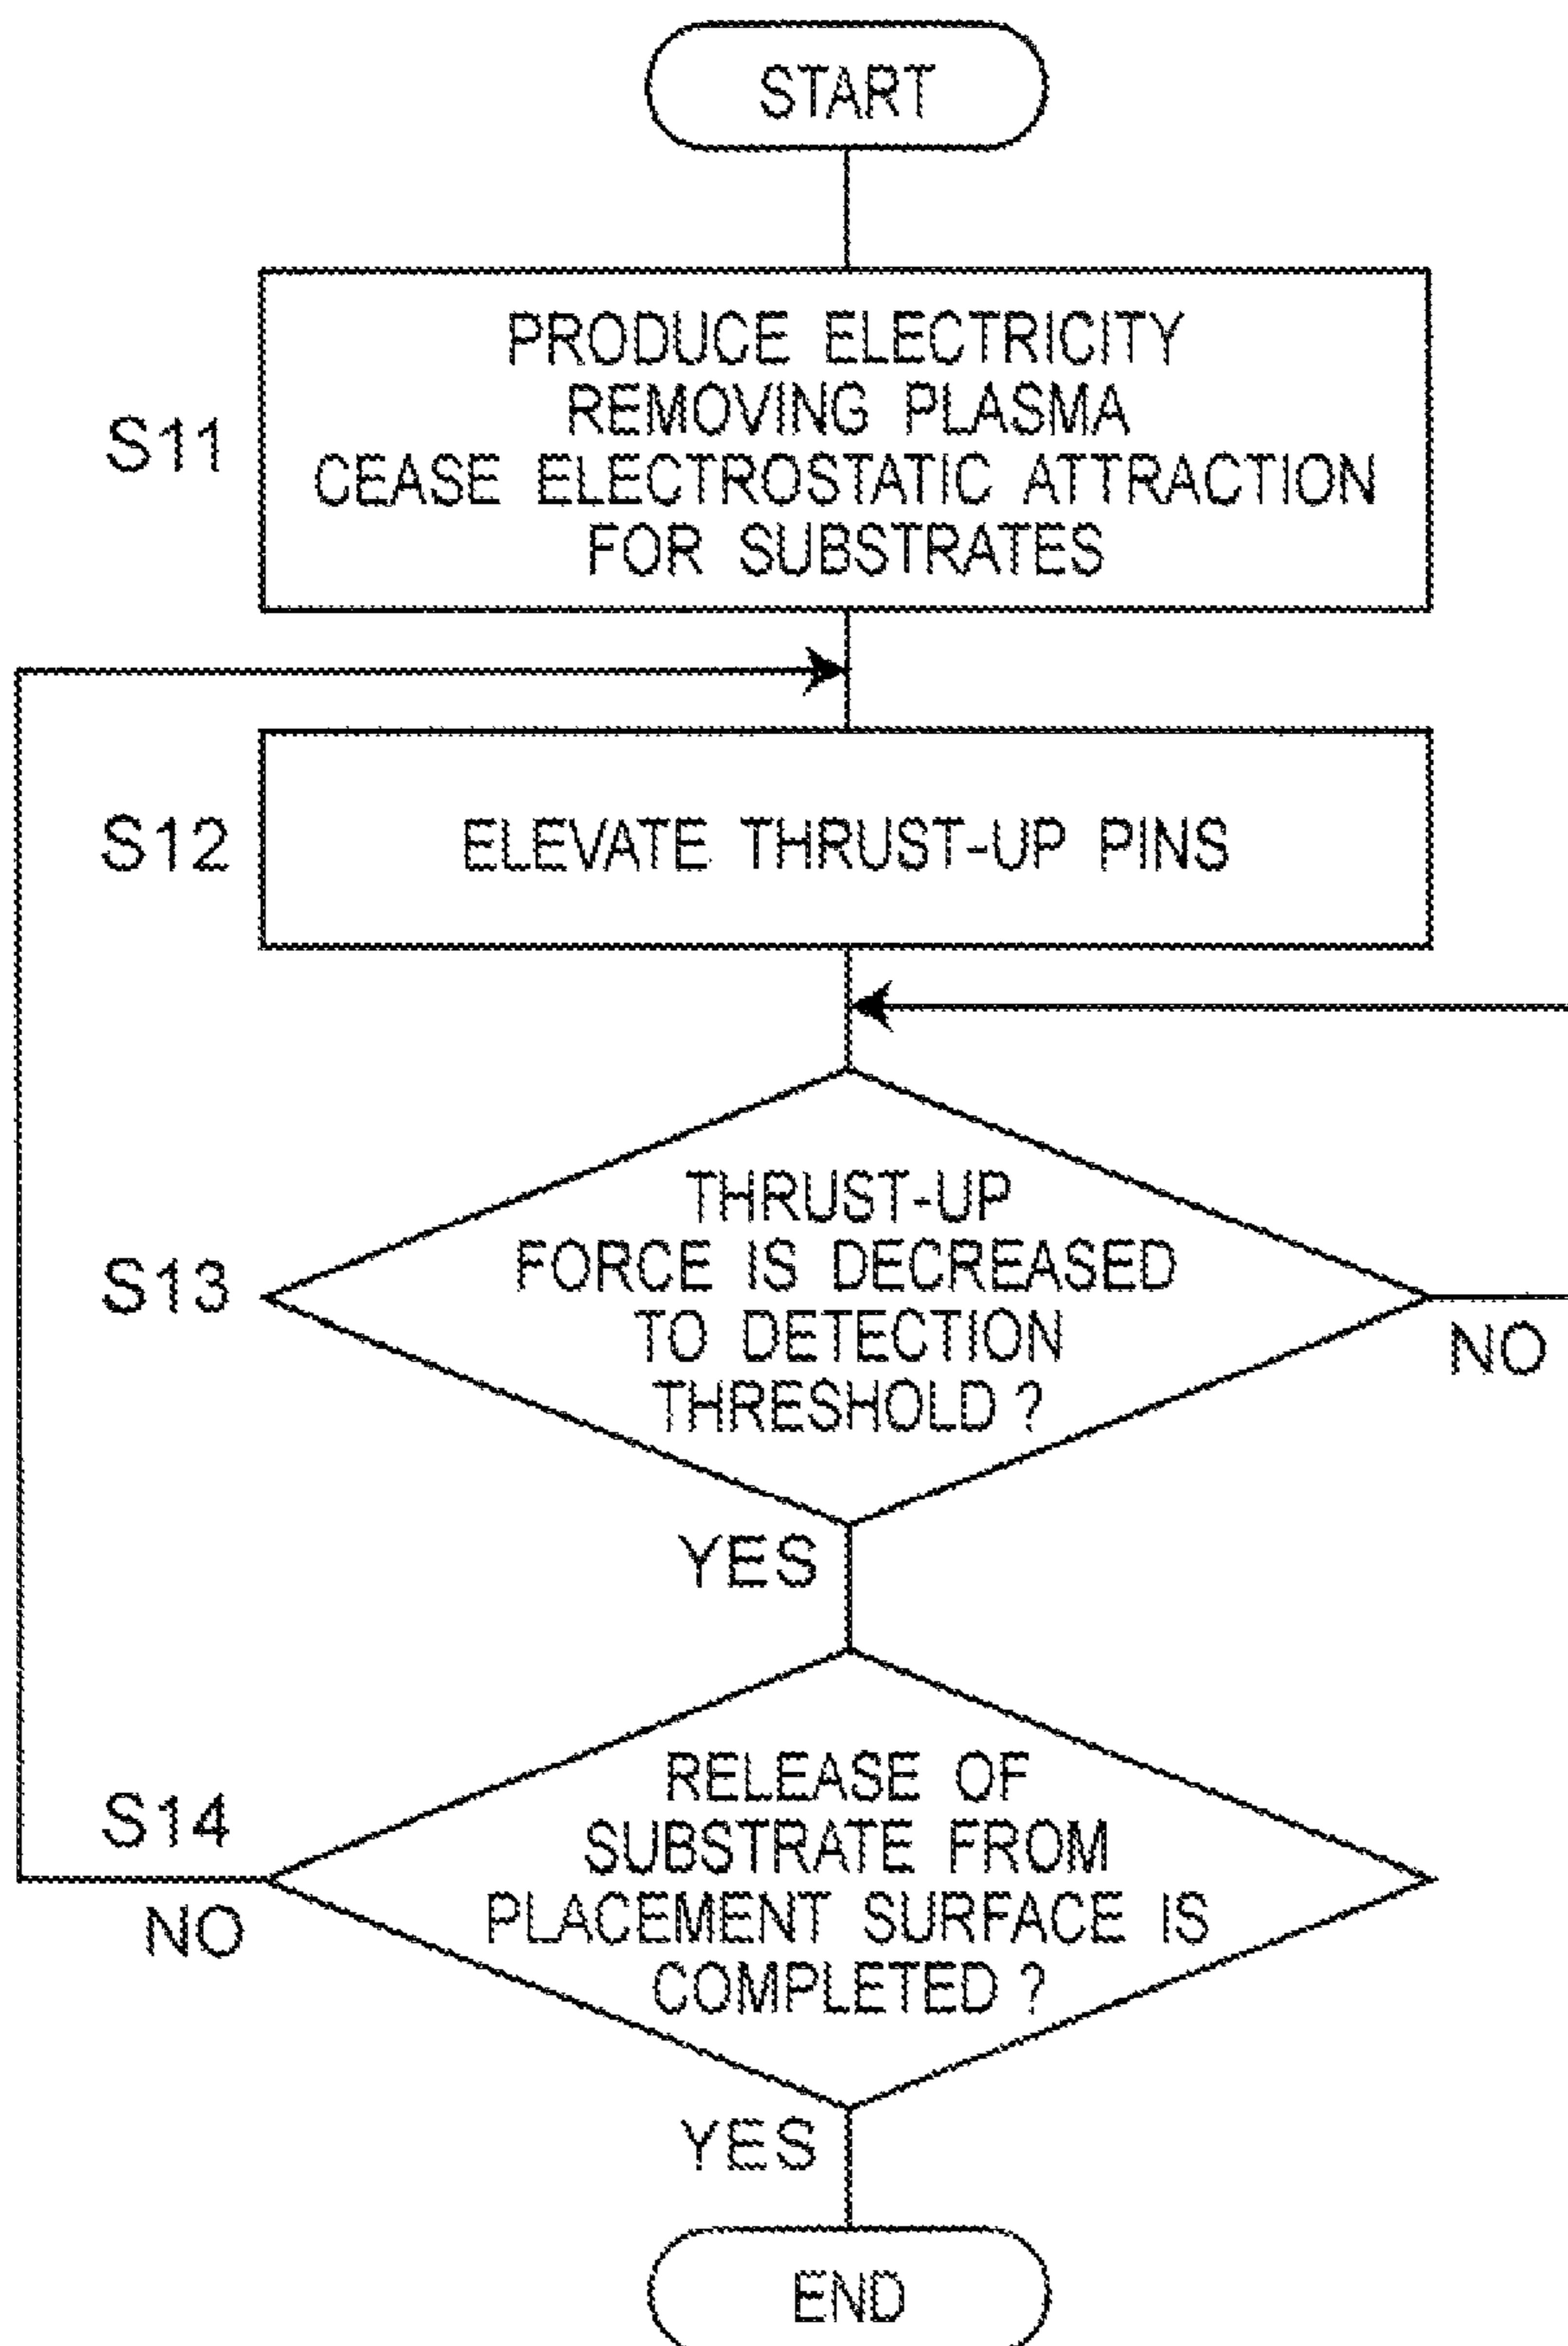 START
S11
PRODUCE ELECTRICITY
REMOVING PLASMA
CEASE ELECTROSTATIC ATTRACTION
FOR SUBSTRATES
S12
ELEVATE THRUST-UP PINS
S13
THRUST-UP
FORCE IS DECREASED
TO DETECTION
THRESHOLD ?
NO
YES
S14
RELEASE OF
SUBSTRATE FROM
PLACEMENT SURFACE IS
COMPLETED ?
NO
YES
END